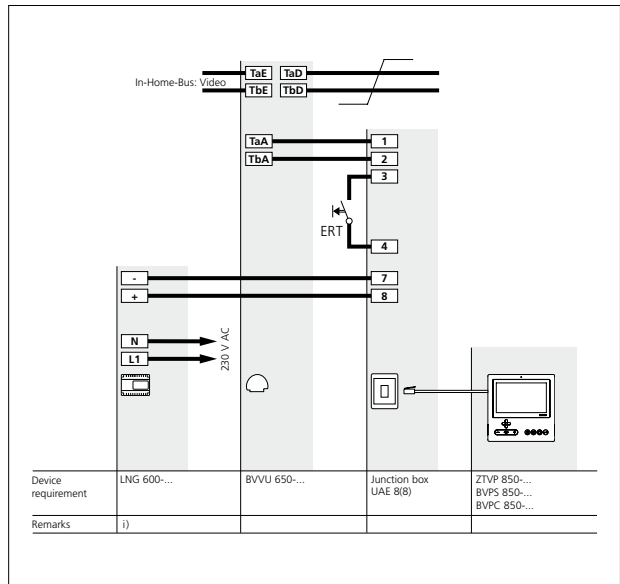 In-Home-Bus: Video
TaE TaD
TbE TbD
TaA 1
TbA 2
3
ERT
4
- 7
+ 8
N
L1
230 V AC
Device requirement
LNG 600-...
BVVU 650-...
Junction box
UAE 8(8)
ZTVP 850-...
BVPS 850-...
BVPC 850-...
Remarks
i)